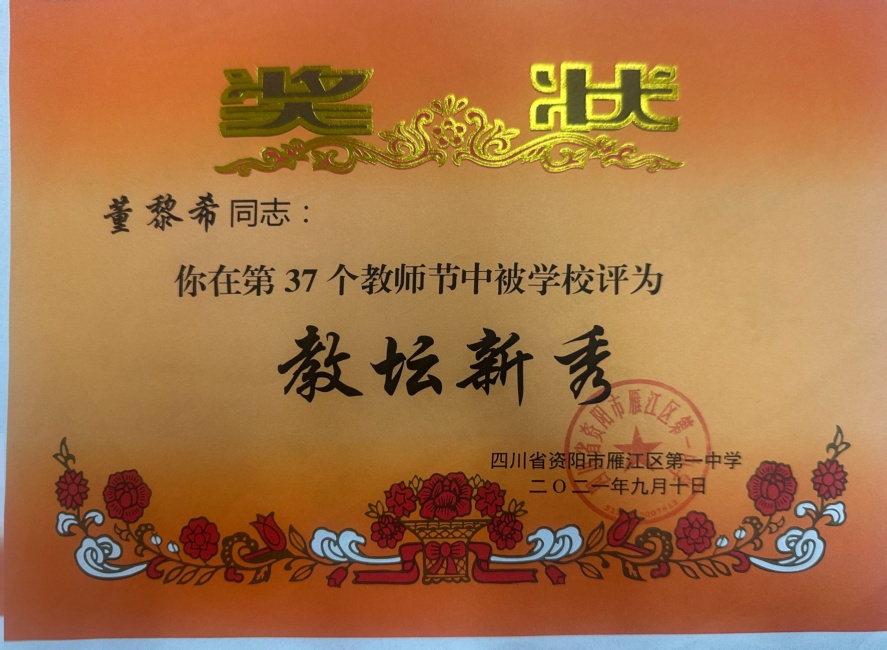 奖状
董黎希同志：
你在第37个教师节中被学校评为
教坛新秀
四川省资阳市雁江区第一中学
二〇二一年九月十日